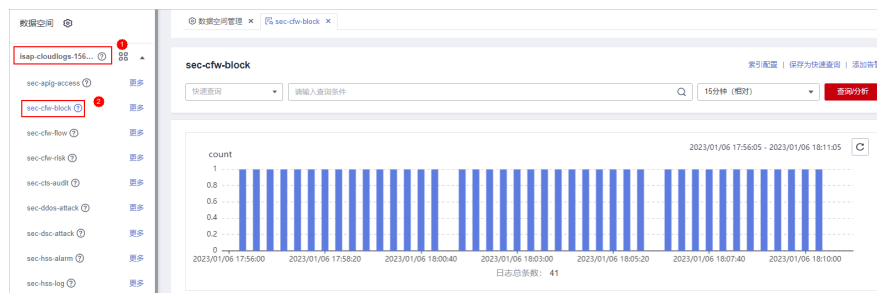 数据空间
isap-cloudlogs-156...
1
sec-apig-access 更多
sec-cfw-block 2 更多
sec-cfw-flow 更多
sec-cfw-risk 更多
sec-cts-audit 更多
sec-ddos-attack 更多
sec-dsc-attack 更多
sec-hss-alarm 更多
sec-hss-log 更多
数据空间管理 × sec-cfw-block ×
sec-cfw-block
索引配置 | 保存为快速查询 | 添加告警
快速查询 请输入查询条件 15分钟（相对） 查询/分析
2023/01/06 17:56:05 - 2023/01/06 18:11:05
count
1
0.8
0.6
0.4
0.2
0
2023/01/06 17:56:00 2023/01/06 17:58:20 2023/01/06 18:00:40 2023/01/06 18:03:00 2023/01/06 18:05:20 2023/01/06 18:07:40 2023/01/06 18:10:00
日志总条数： 41